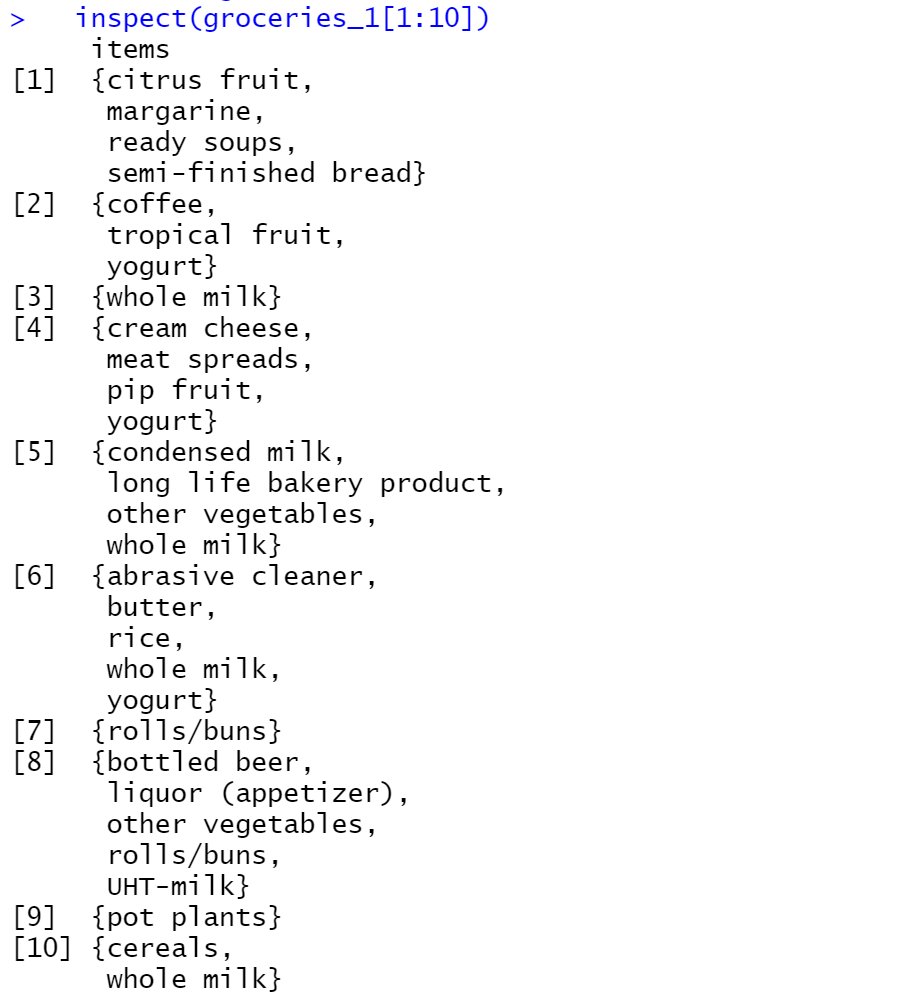 > inspect(groceries_1[1:10])
items
[1] {citrus fruit,
margarine,
ready soups,
semi-finished bread}
[2] {coffee,
tropical fruit,
yogurt}
[3] {whole milk}
[4] {cream cheese,
meat spreads,
pip fruit,
yogurt}
[5] {condensed milk,
long life bakery product,
other vegetables,
whole milk}
[6] {abrasive cleaner,
butter,
rice,
whole milk,
yogurt}
[7] {rolls/buns}
[8] {bottled beer,
liquor (appetizer),
other vegetables,
rolls/buns,
UHT-milk}
[9] {pot plants}
[10] {cereals,
whole milk}